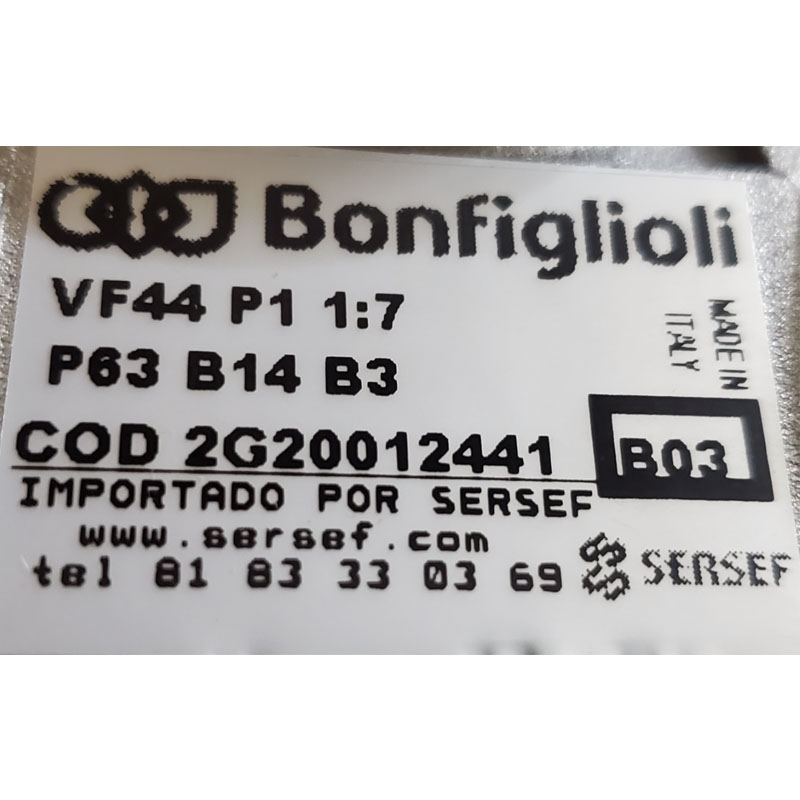 Bonfiglioli
VF44 P1 1:7
P63 B14 B3
MADE IN
ITALY
COD 2G20012441
B03
IMPORTADO POR SERSEF
www.sersef.com
tel 81 83 33 03 69
SERSEF